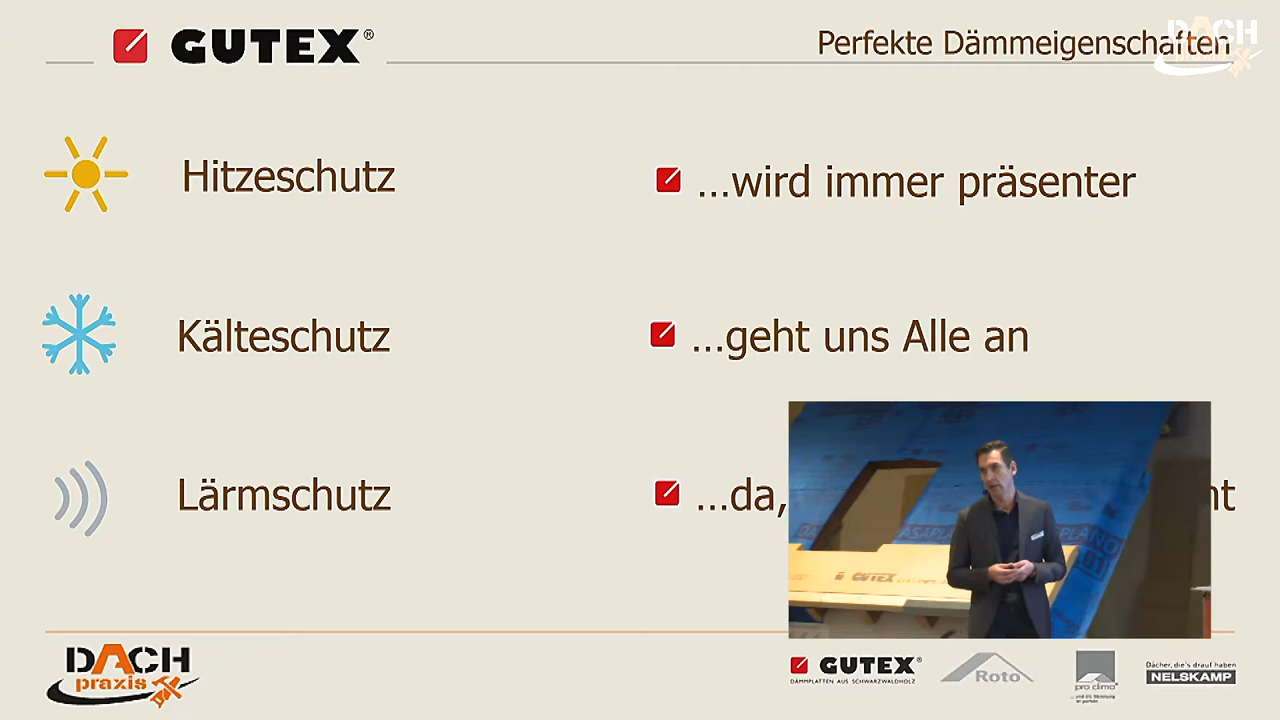 GUTEX®
Perfekte Dämmeigenschaften
DACH
praxis
Hitzeschutz
...wird immer präsenter
Kälteschutz
...geht uns Alle an
Lärmschutz
...da,
GUTEX
DACH
praxis
GUTEX®
DÄMMPLATTEN AUS SCHWARZWALDHOLZ
Roto
pro clima®
Dächer, die's drauf haben
NELSKAMP